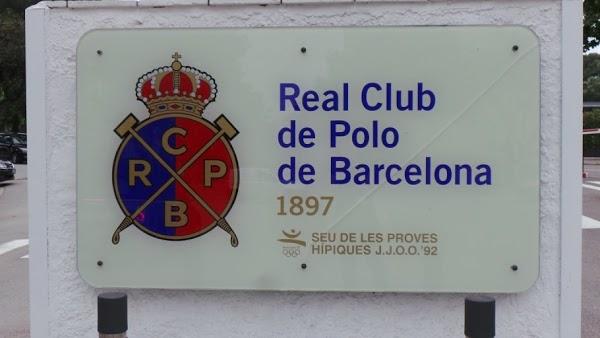 C
R P
B
Real Club
de Polo
de Barcelona
1897
SEU DE LES PROVES
HÍPIQUES J.J.O.O.'92